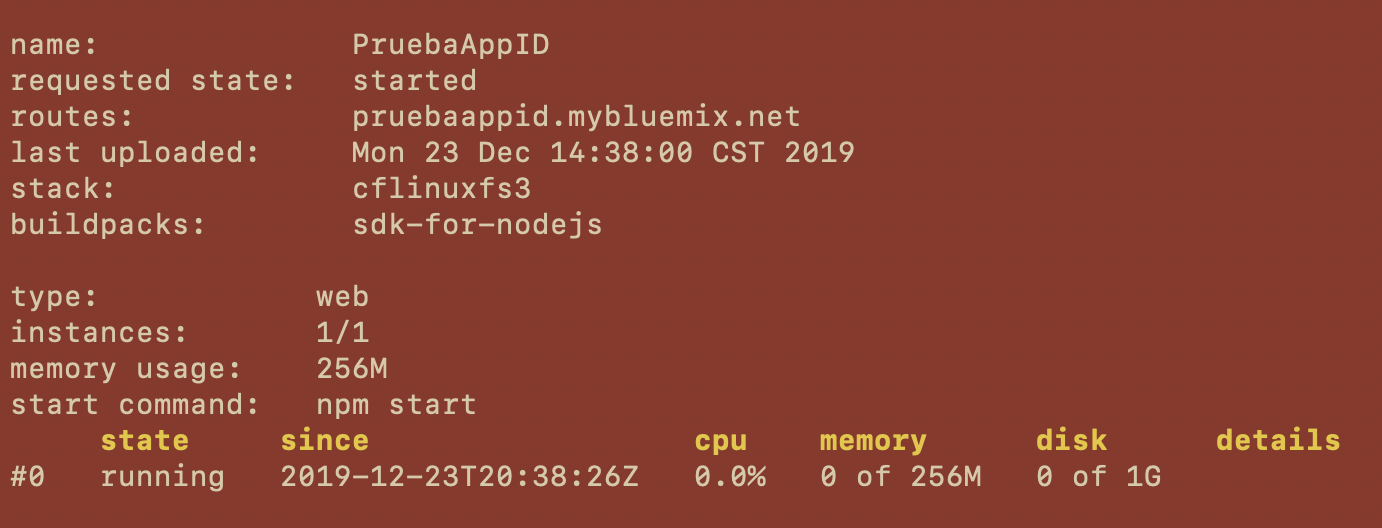 name: PruebaAppID
requested state: started
routes: pruebaappid.mybluemix.net
last uploaded: Mon 23 Dec 14:38:00 CST 2019
stack: cflinuxfs3
buildpacks: sdk-for-nodejs
type: web
instances: 1/1
memory usage: 256M
start command: npm start
state since cpu memory disk details
#0 running 2019-12-23T20:38:26Z 0.0% 0 of 256M 0 of 1G